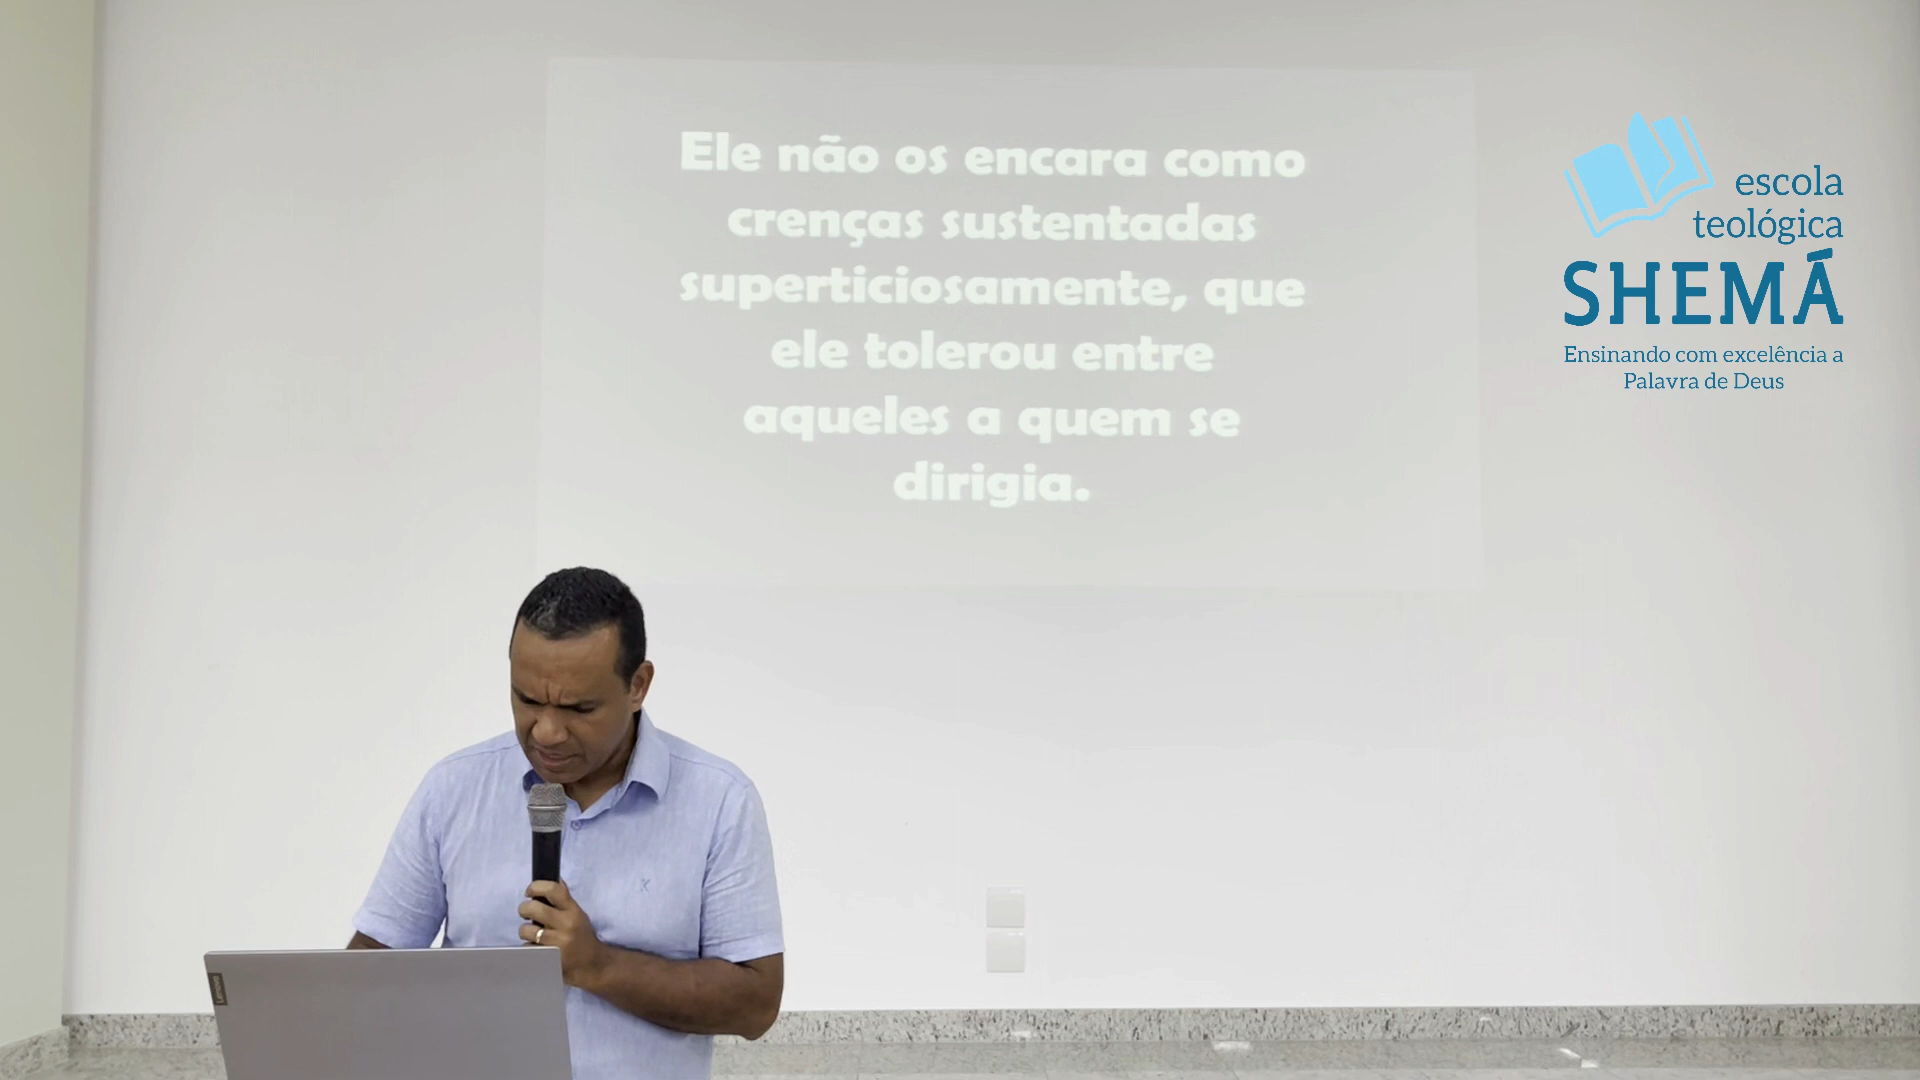 Ele não os encara como
crenças sustentadas
superticiosamente, que
ele tolerou entre
aqueles a quem se
dirigia.
escola
teológica
SHEMÁ
Ensinando com excelência a
Palavra de Deus
Lenovo